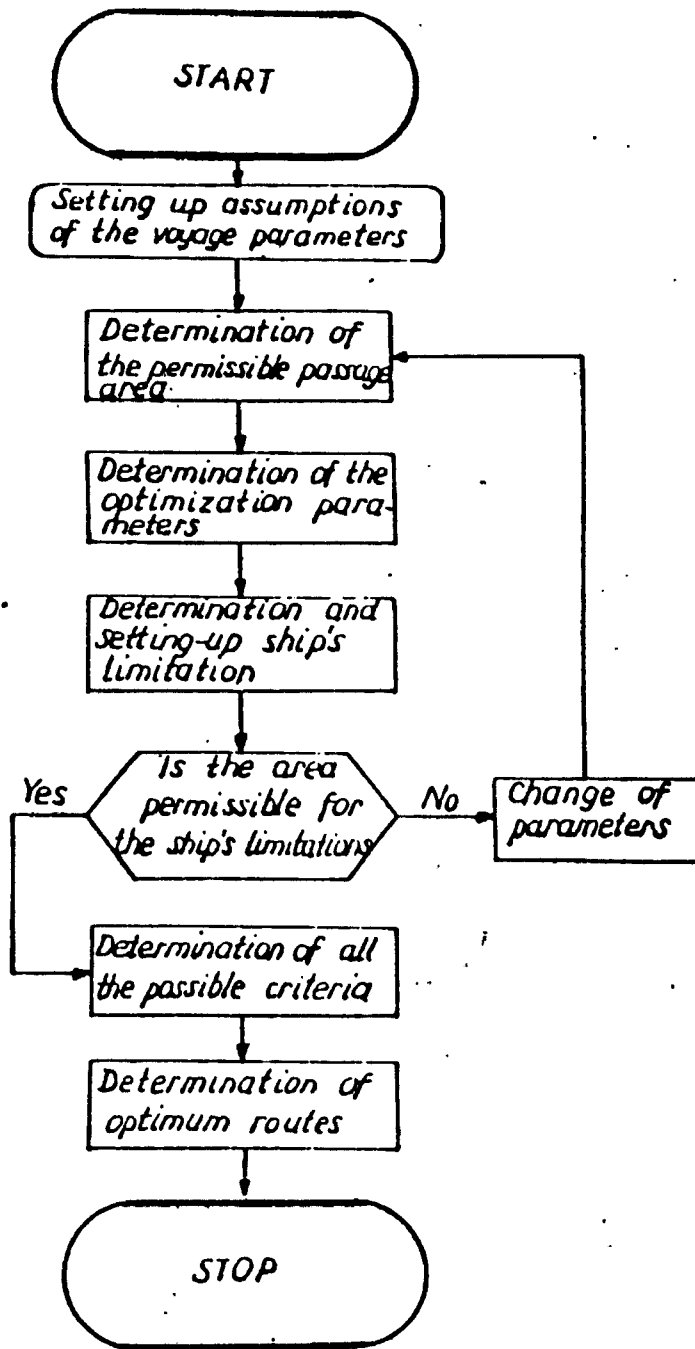 START
Setting up assumptions
of the voyage parameters
Determination of
the permissible passage
area
Determination of the
optimization para-
meters
Determination and
setting-up ship's
limitation
Is the area
permissible for
the ship's limitations
Yes
No
Change of
parameters
Determination of all
the possible criteria
Determination of
optimum routes
STOP